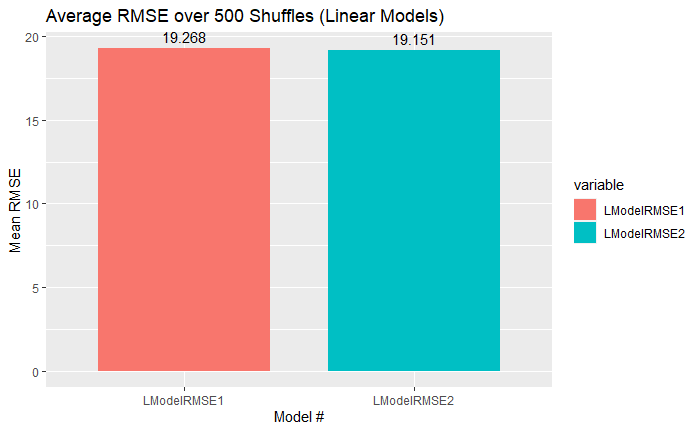 Average RMSE over 500 Shuffles (Linear Models)
20
15
10
5
0
Mean RMSE
19.268
19.151
LModelRMSE1
LModelRMSE2
Model #
variable
LModelRMSE1
LModelRMSE2